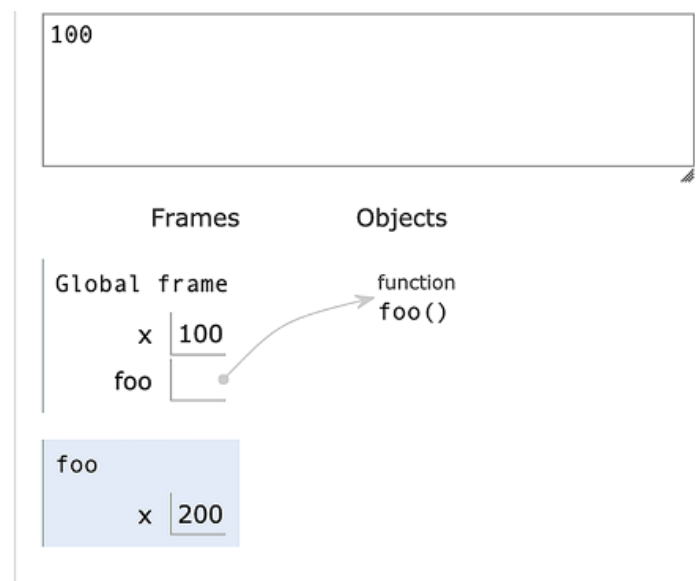 100
Frames Objects
Global frame
function
foo()
x 100
foo
foo
x 200